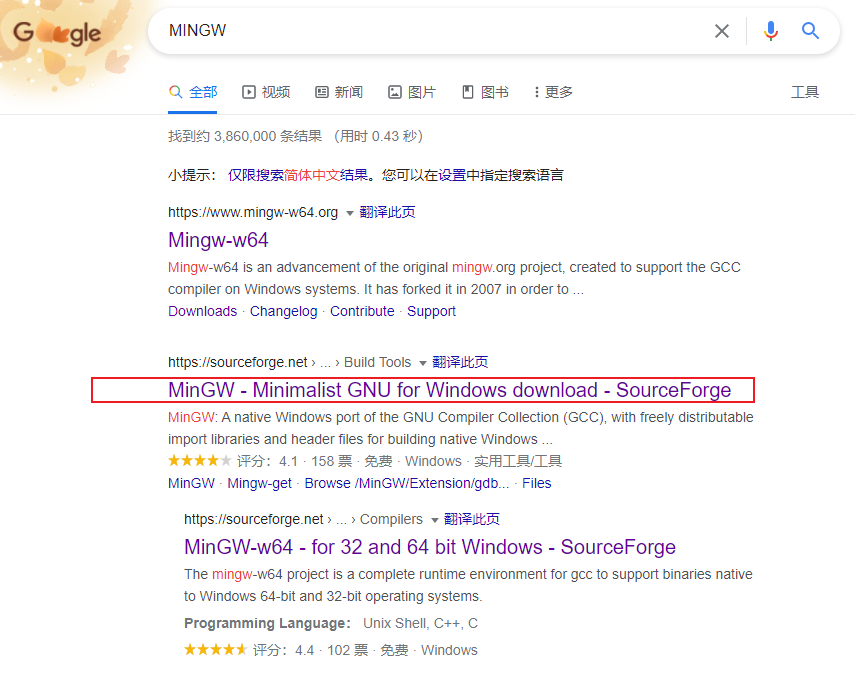 Google
MINGW
全部 视频 新闻 图片 图书 更多 工具
找到约 3,860,000 条结果 （用时 0.43 秒）
小提示： 仅限搜索简体中文结果。您可以在设置中指定搜索语言
https://www.mingw-w64.org 翻译此页
Mingw-w64
Mingw-w64 is an advancement of the original mingw.org project, created to support the GCC
compiler on Windows systems. It has forked it in 2007 in order to ...
Downloads · Changelog · Contribute · Support
https://sourceforge.net › ... › Build Tools 翻译此页
MinGW - Minimalist GNU for Windows download - SourceForge
MinGW: A native Windows port of the GNU Compiler Collection (GCC), with freely distributable
import libraries and header files for building native Windows ...
评分：4.1 · 158 票 · 免费 · Windows · 实用工具/工具
MinGW · Mingw-get · Browse /MinGW/Extension/gdb... · Files
https://sourceforge.net › ... › Compilers 翻译此页
MinGW-w64 - for 32 and 64 bit Windows - SourceForge
The mingw-w64 project is a complete runtime environment for gcc to support binaries native
to Windows 64-bit and 32-bit operating systems.
Programming Language： Unix Shell, C++, C
评分：4.4 · 102 票 · 免费 · Windows